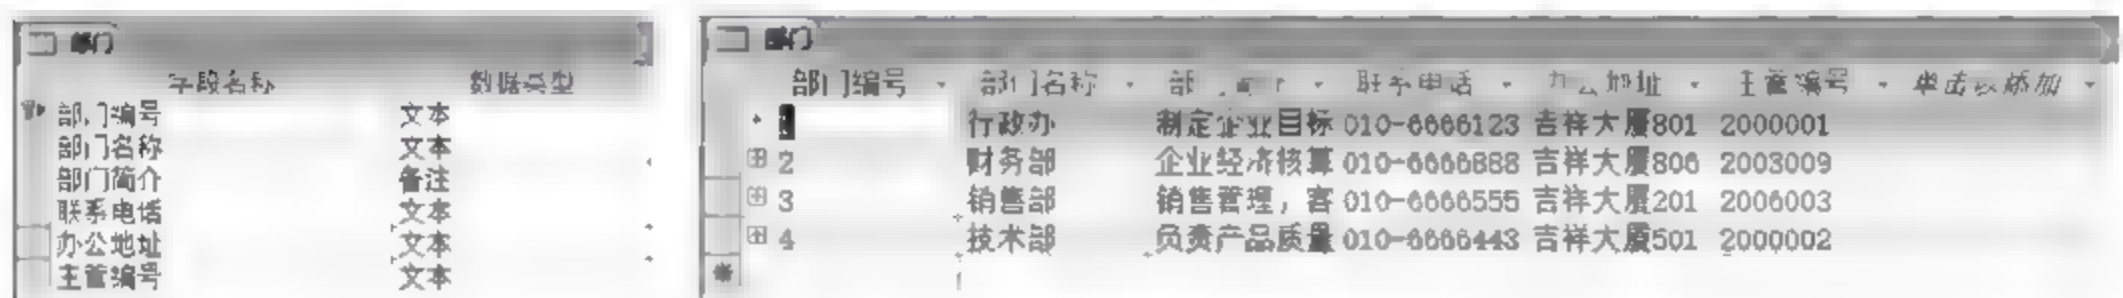 部门
字段名称 数据类型
部门编号 文本
部门名称 文本
部门简介 备注
联系电话 文本
办公地址 文本
主管编号 文本
部门
部门编号 部门名称 部 联系电话 办公地址 主管编号 单击以添加
行政办 制定企业目标 010-6666123 吉祥大厦801 2000001
2 财务部 企业经济核算 010-6666888 吉祥大厦806 2003009
3 销售部 销售管理，客 010-6666555 吉祥大厦201 2006003
4 技术部 负责产品质量 010-6666443 吉祥大厦501 2000002